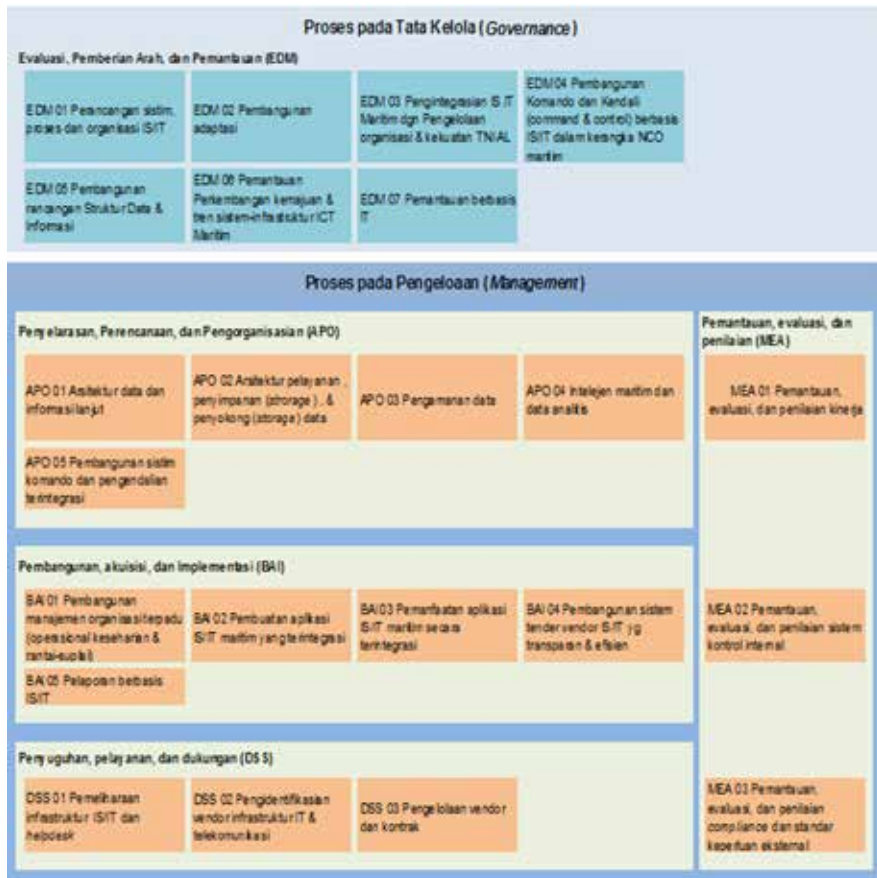 Proses pada Tata Kelola (Governance)
Evaluasi, Pemberian Arah, dan Pemantauan (EDM)
EDM 01 Perancangan sistim,
proses dan organisasi IS/IT
EDM 02 Pembangunan
adaptasi
EDM 03 Pengintegrasian IS IT
Maritim dgn Pengelolaan
organisasi & kekuatan TNIAL
EDM 04 Pembangunan
Komando dan Kendali
(command & control) berbasis
IS/IT dalam kerangka NCO
maritim
EDM 05 Pembangunan
rancangan Struktur Data &
Informasi
EDM 06 Pemantauan
Perkembangan kemajuan &
tren sistem-infrastruktur ICT
Maritim
EDM 07 Pemantauan berbasis
IT
Proses pada Pengeloaan (Management)
Penyelarasan, Perencanaan, dan Pengorganisasian (APO)
APO 01 Arsitektur data dan
informasi lanjut
APO 02 Arsitektur pelayanan ,
penyimpanan (strorage) , &
penyokong (storage) data
APO 03 Pengamanan data
APO 04 Intelejen maritim dan
data analitis
APO 05 Pembangunan sistim
komando dan pengendalian
terintegrasi
Pemantauan, evaluasi, dan
penilaian (MEA)
MEA 01 Pemantauan,
evaluasi, dan penilaian kinerja
Pembangunan, akuisisi, dan Implementasi (BAI)
BAI 01 Pembangunan
manajemen organisasi terpadu
(operasional keseharian &
rantai-suplai)
BAI 02 Pembuatan aplikasi
IS/IT maritim yang terintegrasi
BAI 03 Pemanfaatan aplikasi
IS/IT maritim secara
terintegrasi
BAI 04 Pembangunan sistem
tender vendor IS/IT yg
transparan & efisien
BAI 05 Pelaporan berbasis
IS/IT
MEA 02 Pemantauan,
evaluasi, dan penilaian sistem
kontrol internal
Penyuguhan, pelayanan, dan dukungan (DSS)
DSS 01 Pemeliharaan
infrastruktur IS/IT dan
helpdesk
DSS 02 Pengidentifikasian
vendor infrastruktur IT &
telekomunikasi
DSS 03 Pengelolaan vendor
dan kontrak
MEA 03 Pemantauan,
evaluasi, dan penilaian
compliance dan standar
keperluan eksternal